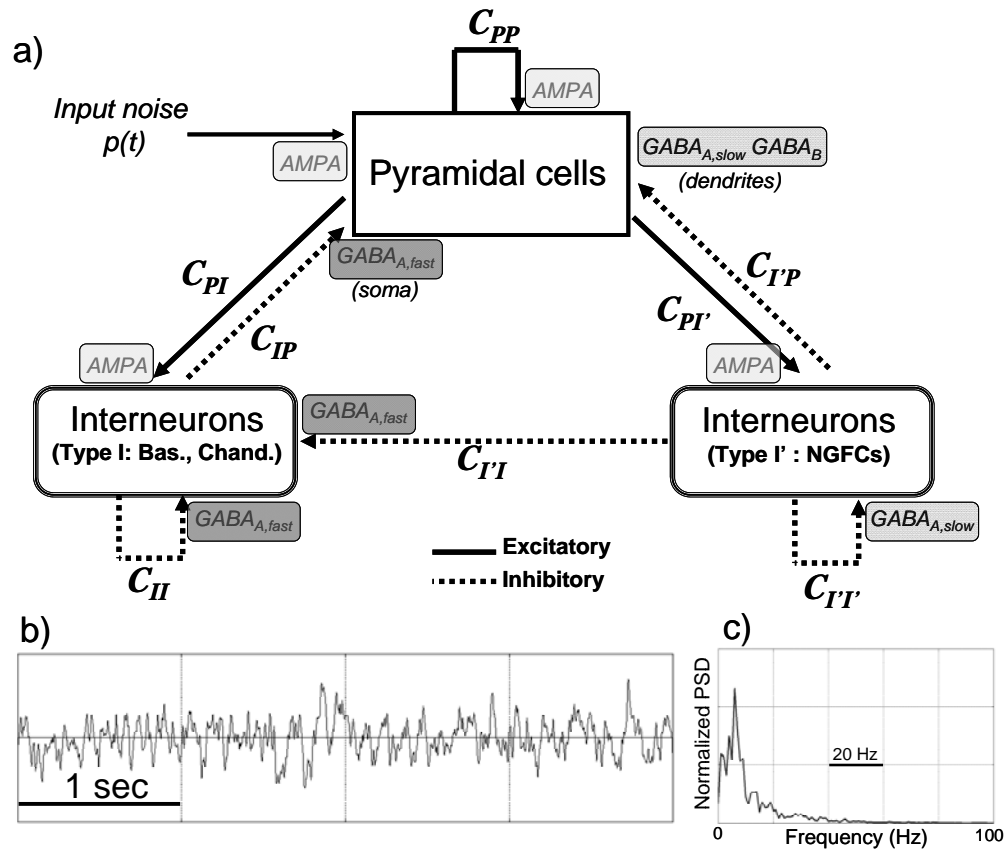 a)
C_PP
AMPA
Input noise
p(t)
AMPA
Pyramidal cells
GABA_A,slow GABA_B
(dendrites)
GABA_A,fast
(soma)
C_PI
C_IP
C_I'P
C_PI'
AMPA
AMPA
Interneurons
(Type I: Bas., Chand.)
GABA_A,fast
C_I'I
Interneurons
(Type I' : NGFCs)
GABA_A,fast
C_II
GABA_A,slow
C_I'I'
Excitatory
Inhibitory
b)
1 sec
c)
Normalized PSD
20 Hz
0
Frequency (Hz)
100